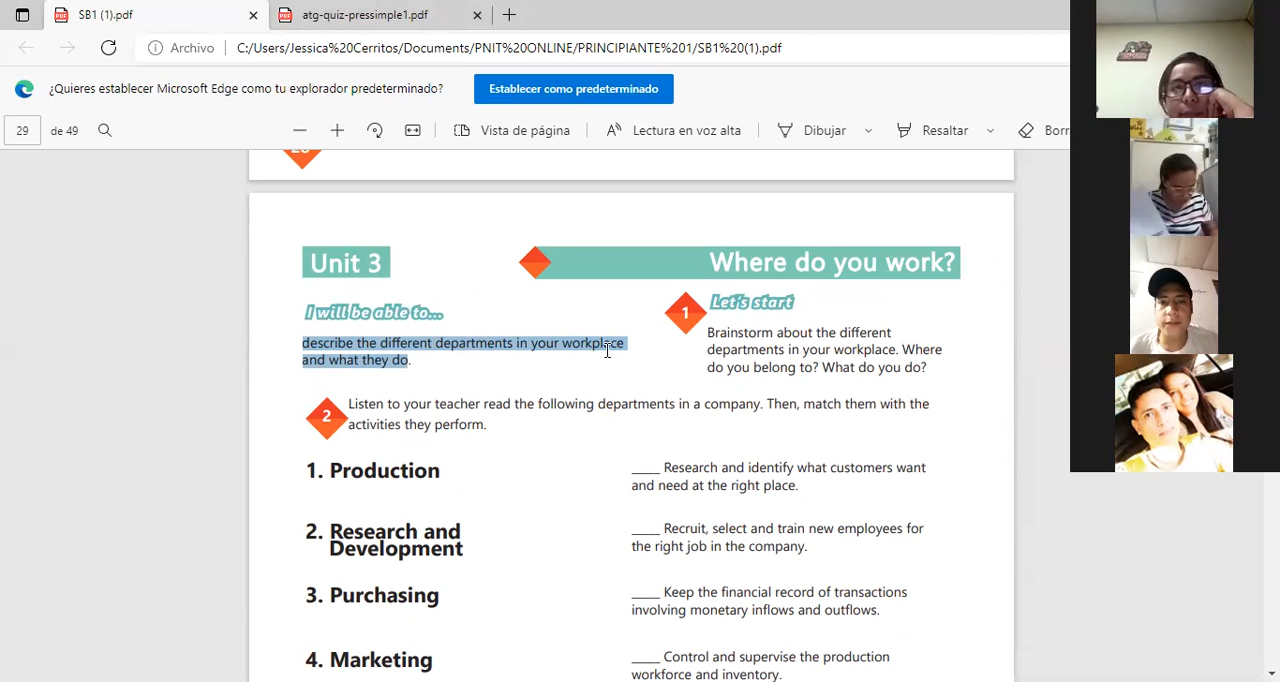 SB1 (1).pdf
atg-quiz-pressimple1.pdf
Archivo
C:/Users/Jessica%20Cerritos/Documents/PNIT%20ONLINE/PRINCIPIANTE%201/SB1%20(1).pdf
¿Quieres establecer Microsoft Edge como tu explorador predeterminado?
Establecer como predeterminado
29 de 49
Vista de página
Lectura en voz alta
Dibujar
Resaltar
Borr
Unit 3
Where do you work?
I will be able to...
describe the different departments in your workplace
and what they do.
1
Let's start
Brainstorm about the different
departments in your workplace. Where
do you belong to? What do you do?
2
Listen to your teacher read the following departments in a company. Then, match them with the
activities they perform.
1. Production
____ Research and identify what customers want
and need at the right place.
2. Research and
Development
____ Recruit, select and train new employees for
the right job in the company.
3. Purchasing
____ Keep the financial record of transactions
involving monetary inflows and outflows.
4. Marketing
____ Control and supervise the production
workforce and inventory.